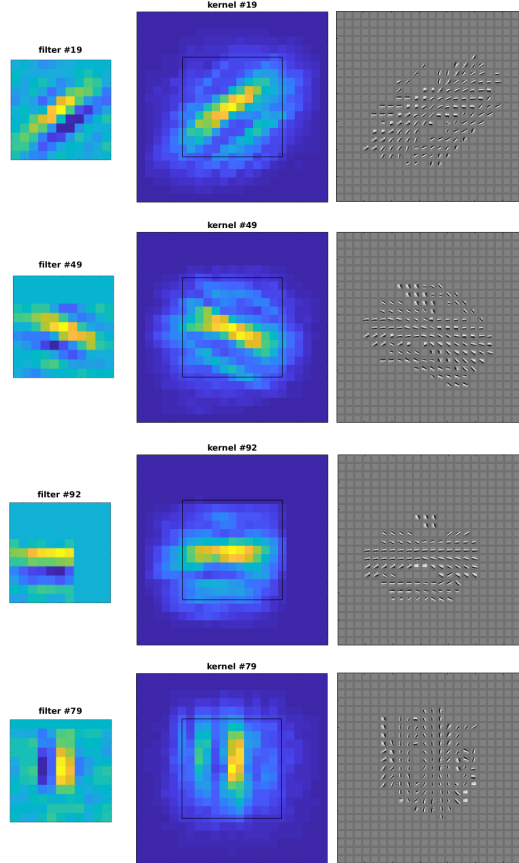 kernel #19
filter #19
kernel #49
filter #49
kernel #92
filter #92
kernel #79
filter #79